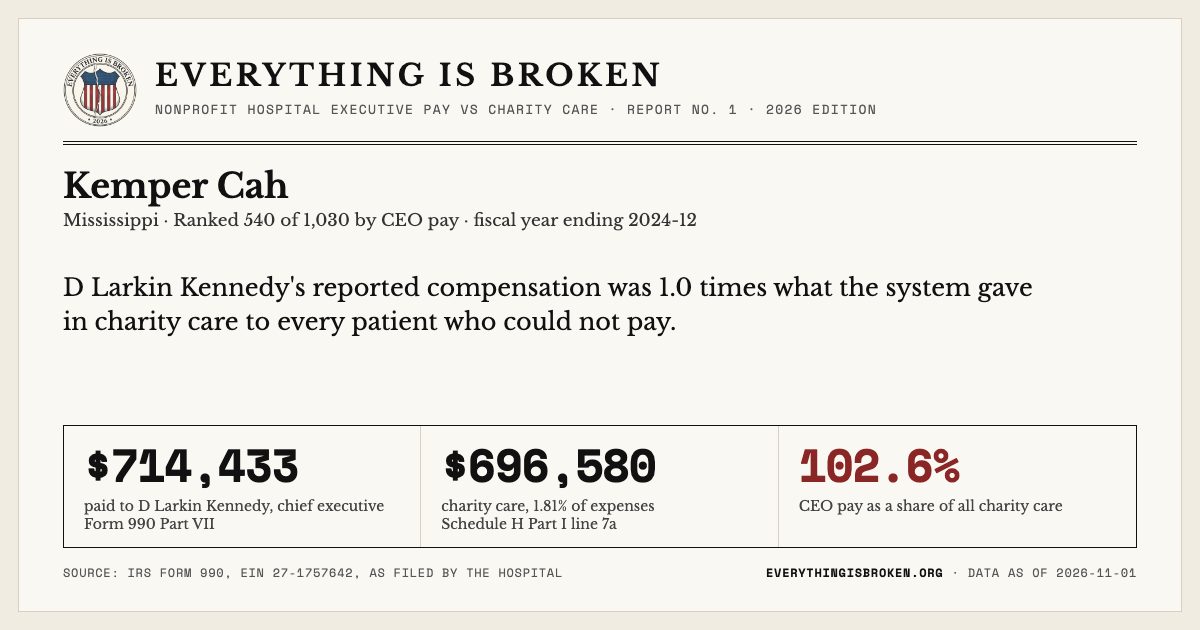 EVERYTHING IS BROKEN
2026
EVERYTHING IS BROKEN
NONPROFIT HOSPITAL EXECUTIVE PAY VS CHARITY CARE · REPORT NO. 1 · 2026 EDITION
Kemper Cah
Mississippi · Ranked 540 of 1,030 by CEO pay · fiscal year ending 2024-12
D Larkin Kennedy's reported compensation was 1.0 times what the system gave
in charity care to every patient who could not pay.
$714,433
paid to D Larkin Kennedy, chief executive
Form 990 Part VII
$696,580
charity care, 1.81% of expenses
Schedule H Part I line 7a
102.6%
CEO pay as a share of all charity care
SOURCE: IRS FORM 990, EIN 27-1757642, AS FILED BY THE HOSPITAL
EVERYTHINGISBROKEN.ORG · DATA AS OF 2026-11-01